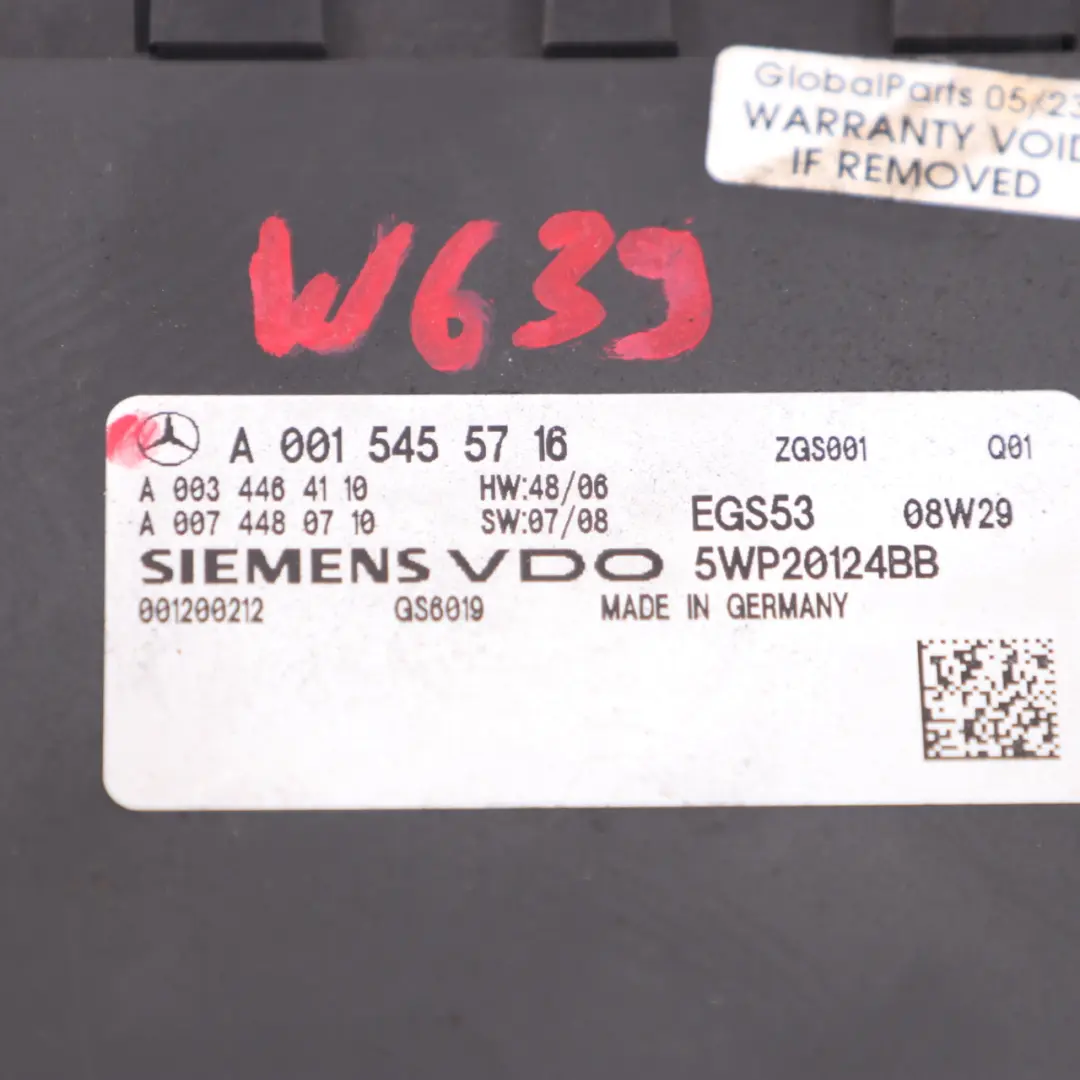 GlobalParts 05/23
WARRANTY VOID
IF REMOVED
W639
A 001 545 57 16 ZGS001 Q01
A 003 446 41 10 HW:48/06
A 007 448 07 10 SW:07/08 EGS53 08W29
SIEMENS VDO 5WP20124BB
001200212 GS6019 MADE IN GERMANY